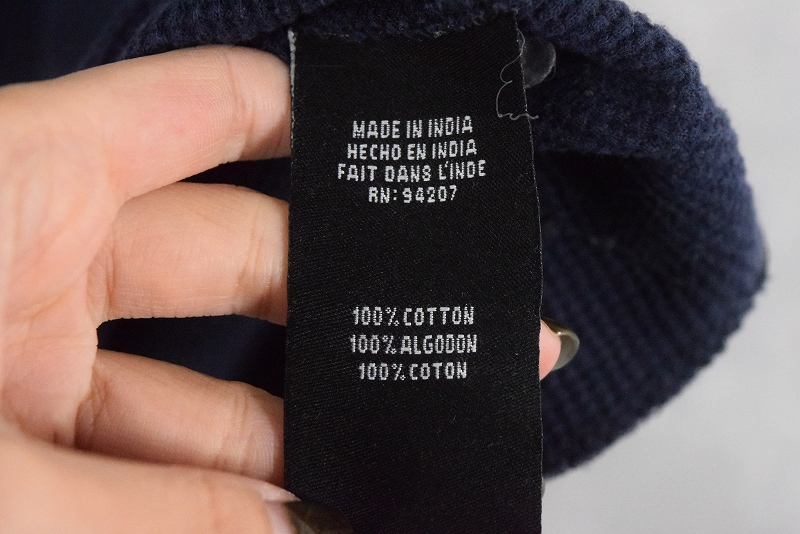 MADE IN INDIA
HECHO EN INDIA
FAIT DANS L'INDE
RN: 94207
100% COTTON
100% ALGODON
100% COTON